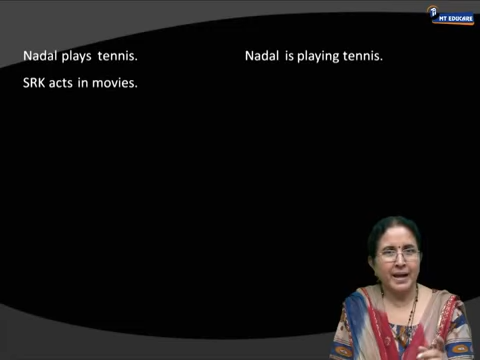 MT EDUCARE
Nadal plays tennis.
Nadal is playing tennis.
SRK acts in movies.